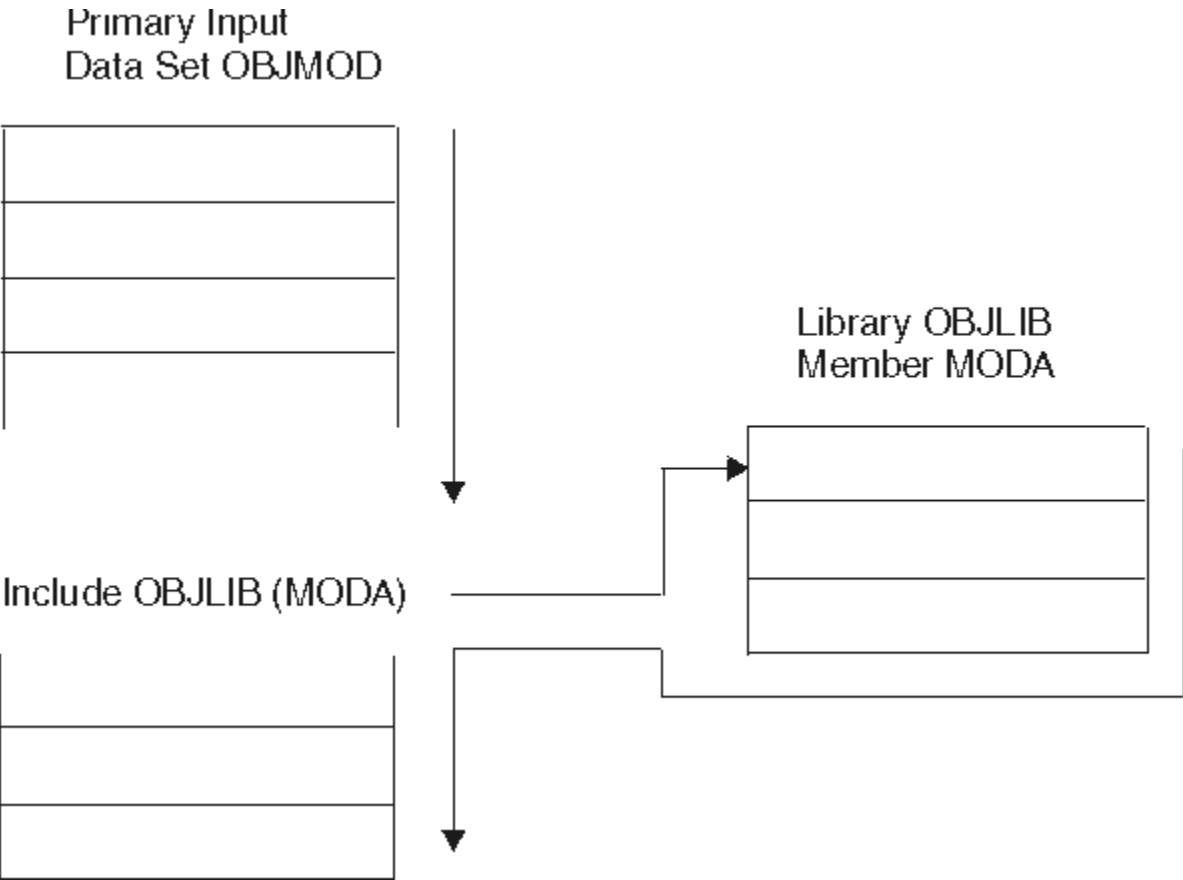 Primary Input
Data Set OBJMOD
Library OBJLIB
Member MODA
Include OBJLIB (MODA)